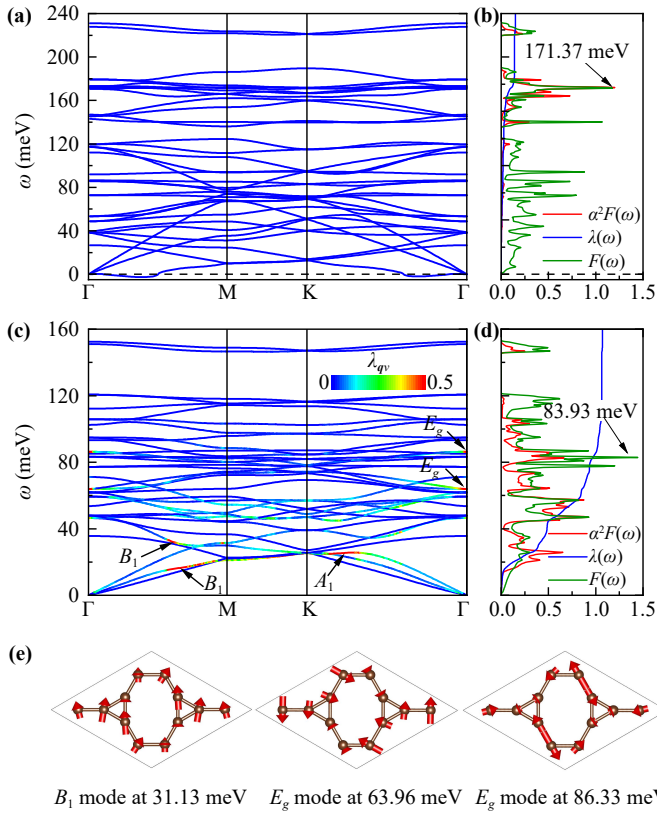 (a)
(b)
240
200
160
120
80
40
0
ω (meV)
Γ
M
K
Γ
171.37 meV
α²F(ω)
λ(ω)
F(ω)
0.0
0.5
1.0
1.5
(c)
(d)
160
120
80
40
0
ω (meV)
λqν
0
0.5
Eg
Eg
B₁
B₁
A₁
Γ
M
K
Γ
83.93 meV
α²F(ω)
λ(ω)
F(ω)
0.0
0.5
1.0
1.5
(e)
B₁ mode at 31.13 meV
Eg mode at 63.96 meV
Eg mode at 86.33 meV